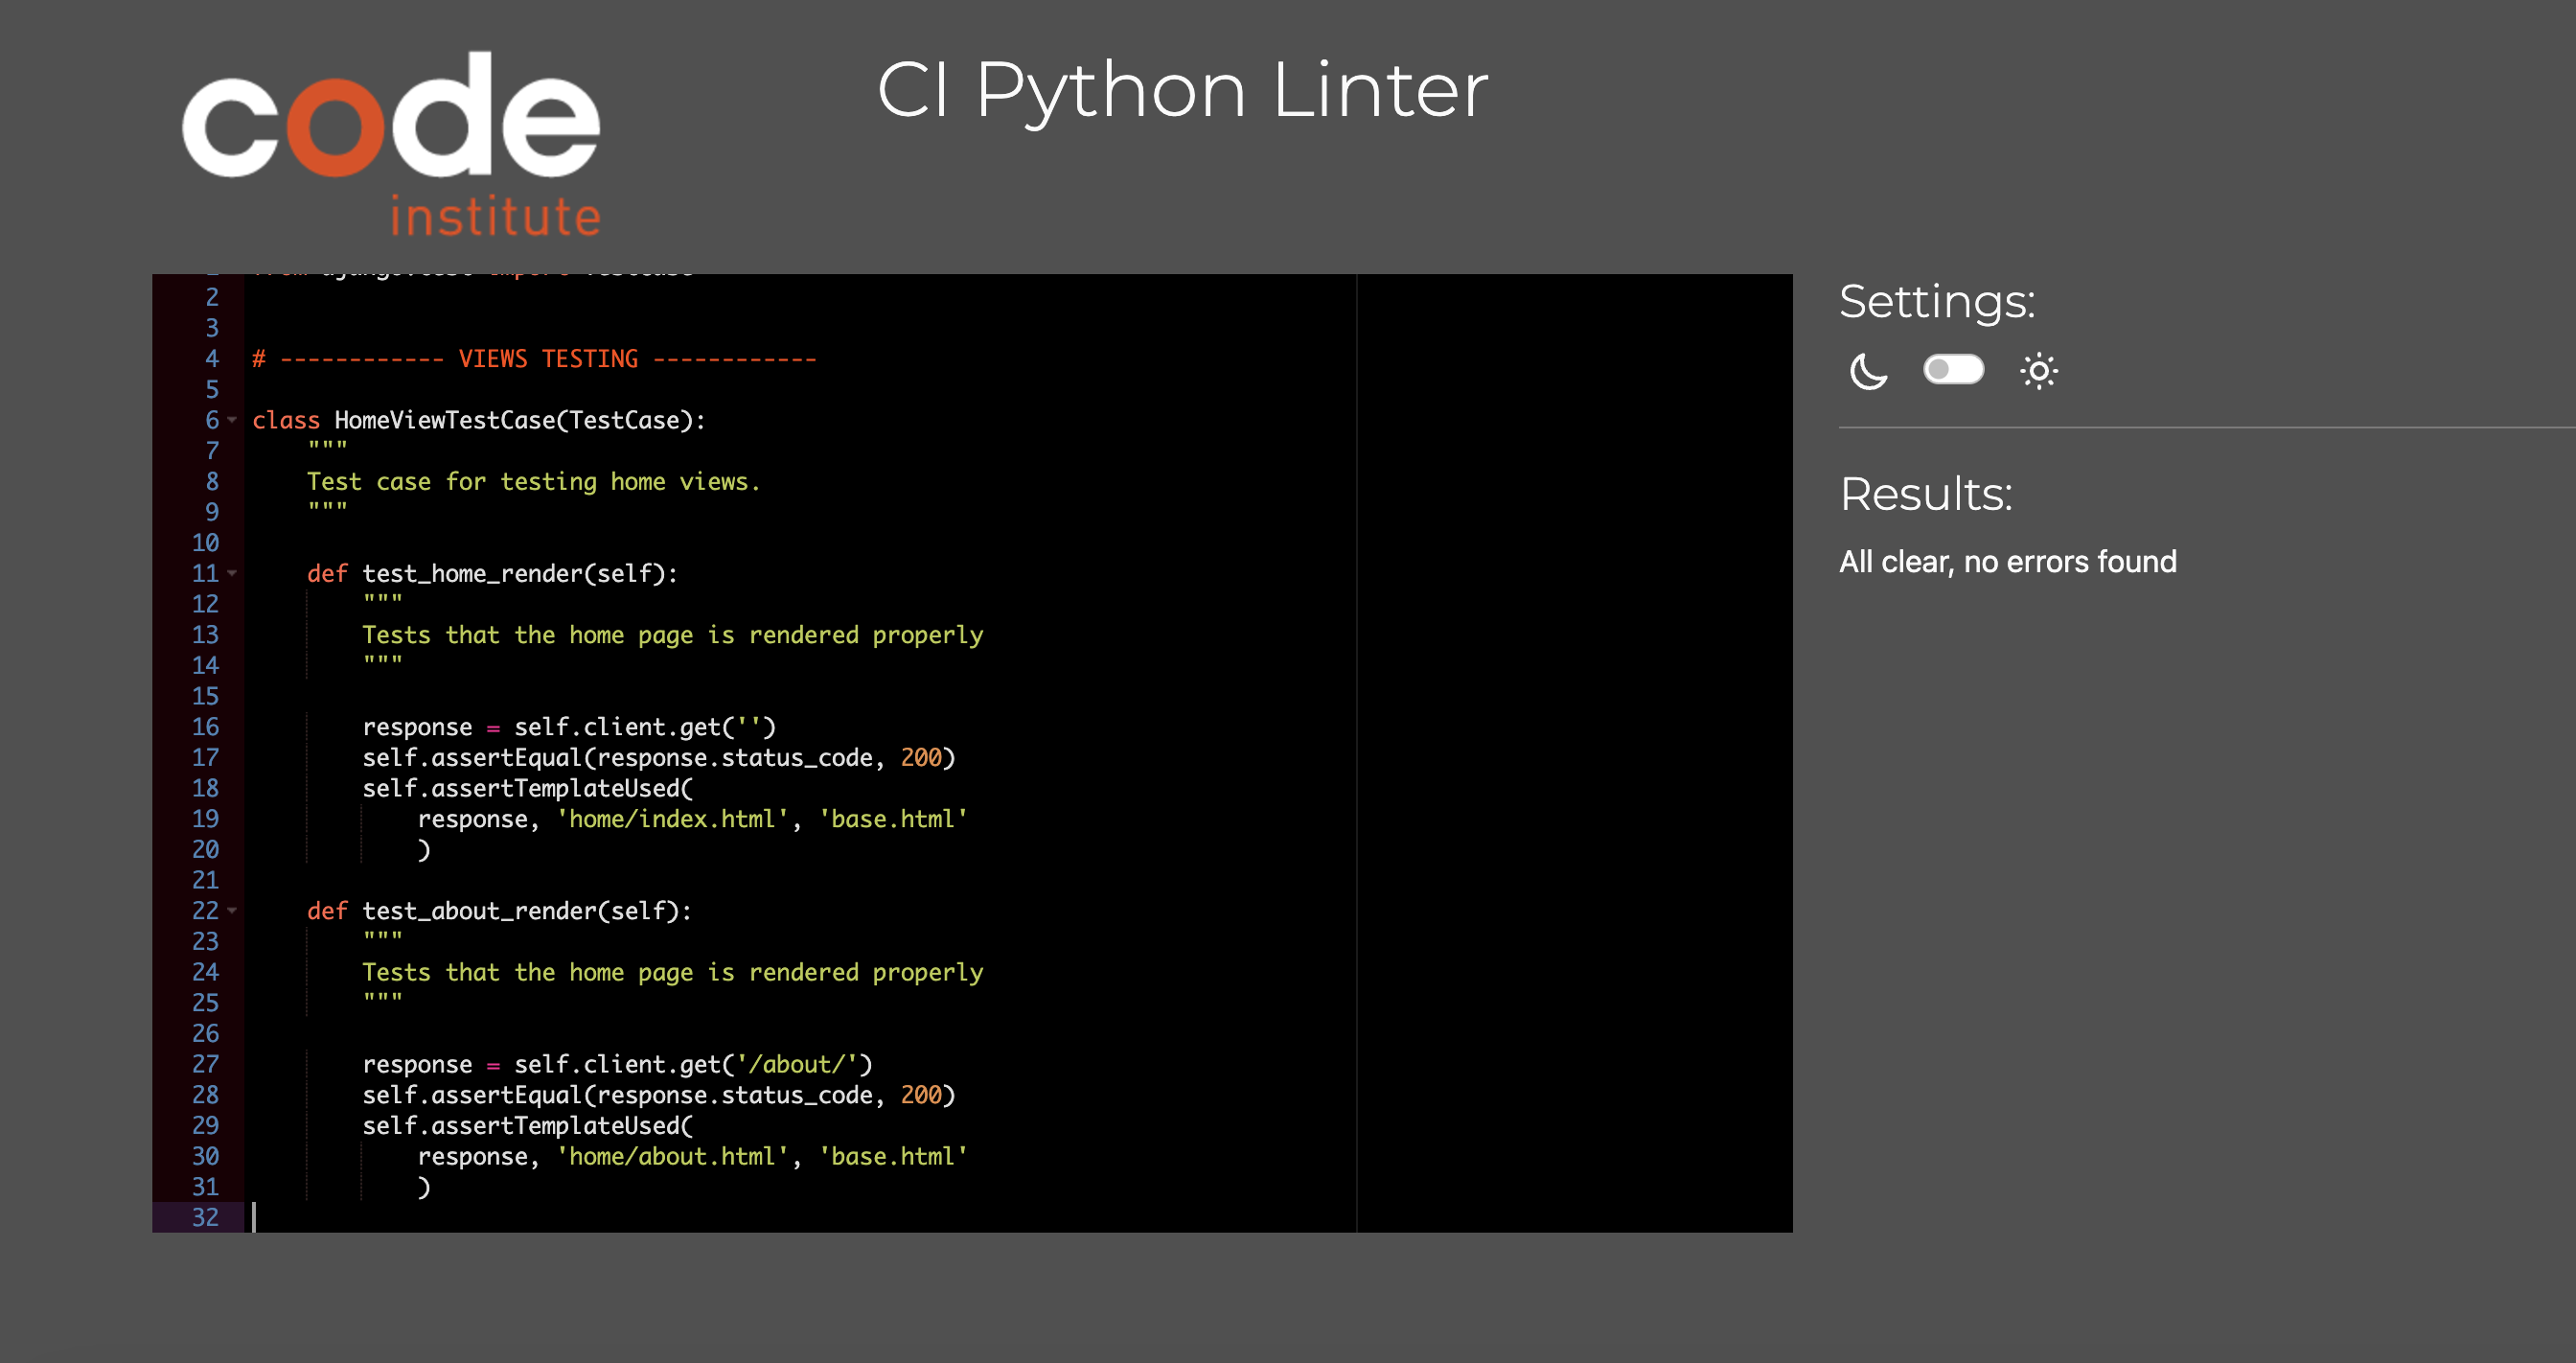 code
institute
CI Python Linter
2
3
4 # ------------ VIEWS TESTING ------------
5
6 class HomeViewTestCase(TestCase):
7 """
8 Test case for testing home views.
9 """
10
11 def test_home_render(self):
12 """
13 Tests that the home page is rendered properly
14 """
15
16 response = self.client.get('')
17 self.assertEqual(response.status_code, 200)
18 self.assertTemplateUsed(
19 response, 'home/index.html', 'base.html'
20 )
21
22 def test_about_render(self):
23 """
24 Tests that the home page is rendered properly
25 """
26
27 response = self.client.get('/about/')
28 self.assertEqual(response.status_code, 200)
29 self.assertTemplateUsed(
30 response, 'home/about.html', 'base.html'
31 )
32
Settings:
Results:
All clear, no errors found